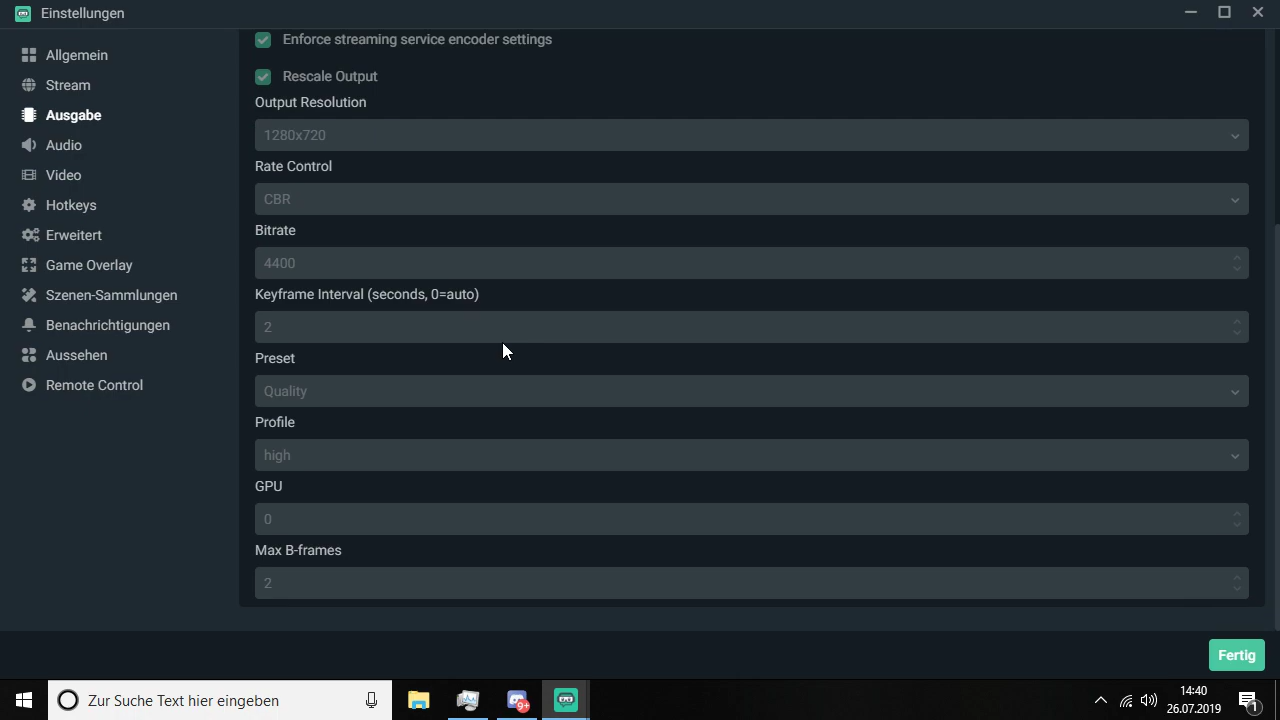 Einstellungen
Allgemein
Stream
Ausgabe
Audio
Video
Hotkeys
Erweitert
Game Overlay
Szenen-Sammlungen
Benachrichtigungen
Aussehen
Remote Control
Enforce streaming service encoder settings
Rescale Output
Output Resolution
1280x720
Rate Control
CBR
Bitrate
4400
Keyframe Interval (seconds, 0=auto)
2
Preset
Quality
Profile
high
GPU
0
Max B-frames
2
Fertig
Zur Suche Text hier eingeben
9+
14:40
26.07.2019
1